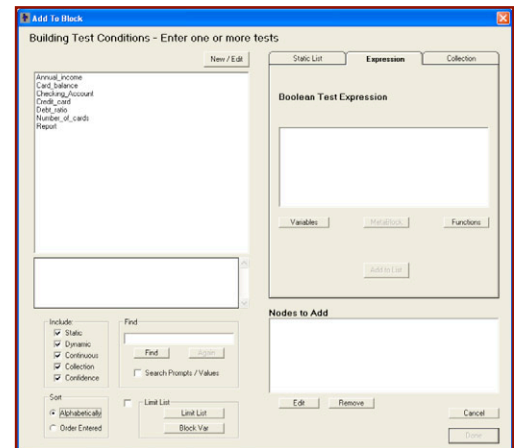 Add To Block
Building Test Conditions - Enter one or more tests
New / Edit
Annual_income
Card_balance
Checking_Account
Credit_card
Debt_ratio
Number_of_cards
Report
Include:
Static
Dynamic
Continuous
Collection
Confidence
Find
Find
Again
Search Prompts / Values
Sort
Alphabetically
Order Entered
Limit List
Limit List
Block Var
Static List
Expression
Collection
Boolean Test Expression
Variables
MetaBlock
Functions
Add to List
Nodes to Add
Edit
Remove
Cancel
Done